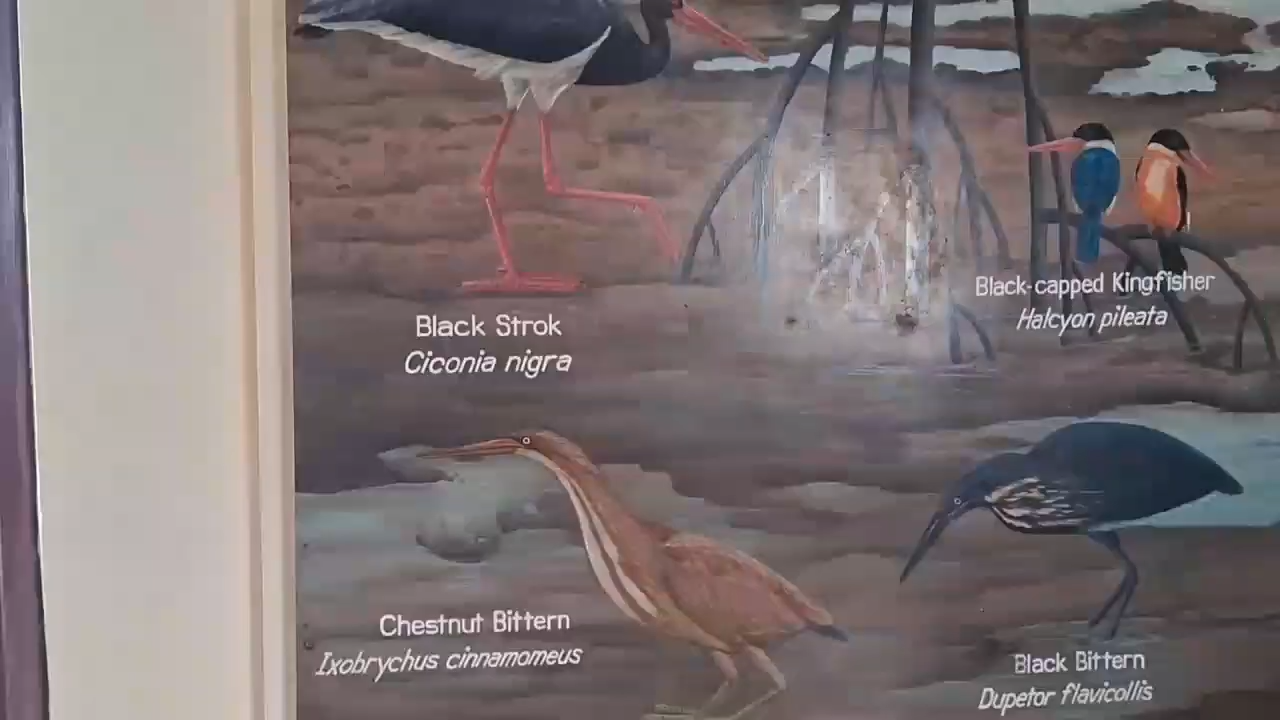 Black-capped Kingfisher
Halcyon pileata
Black Strok
Ciconia nigra
Chestnut Bittern
Ixobrychus cinnamomeus
Black Bittern
Dupetor flavicollis